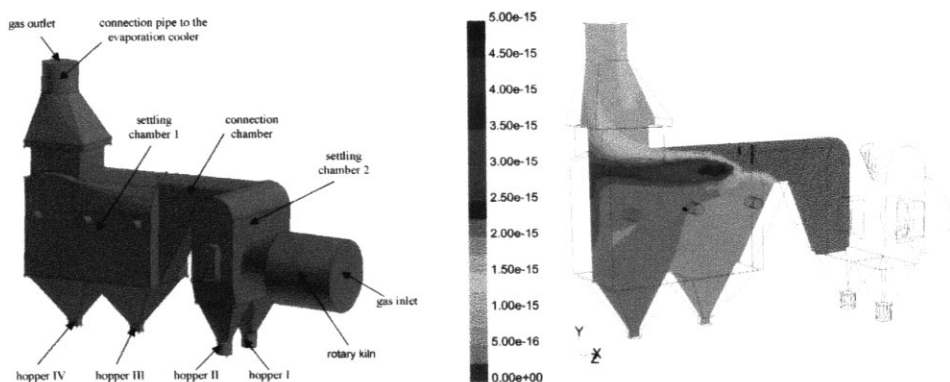 gas outlet
connection pipe to the
evaporation cooler
settling
chamber 1
connection
chamber
settling
chamber 2
gas inlet
rotary kiln
hopper IV
hopper III
hopper II
hopper I
5.00e-15
4.50e-15
4.00e-15
3.50e-15
3.00e-15
2.50e-15
2.00e-15
1.50e-15
1.00e-15
5.00e-16
0.00e+00
Y
X
Z